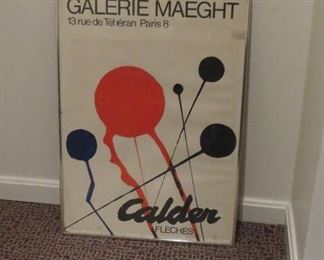 GALERIE MAEGHT
13 rue de Téhéran Paris 8
Calder
FLECHES